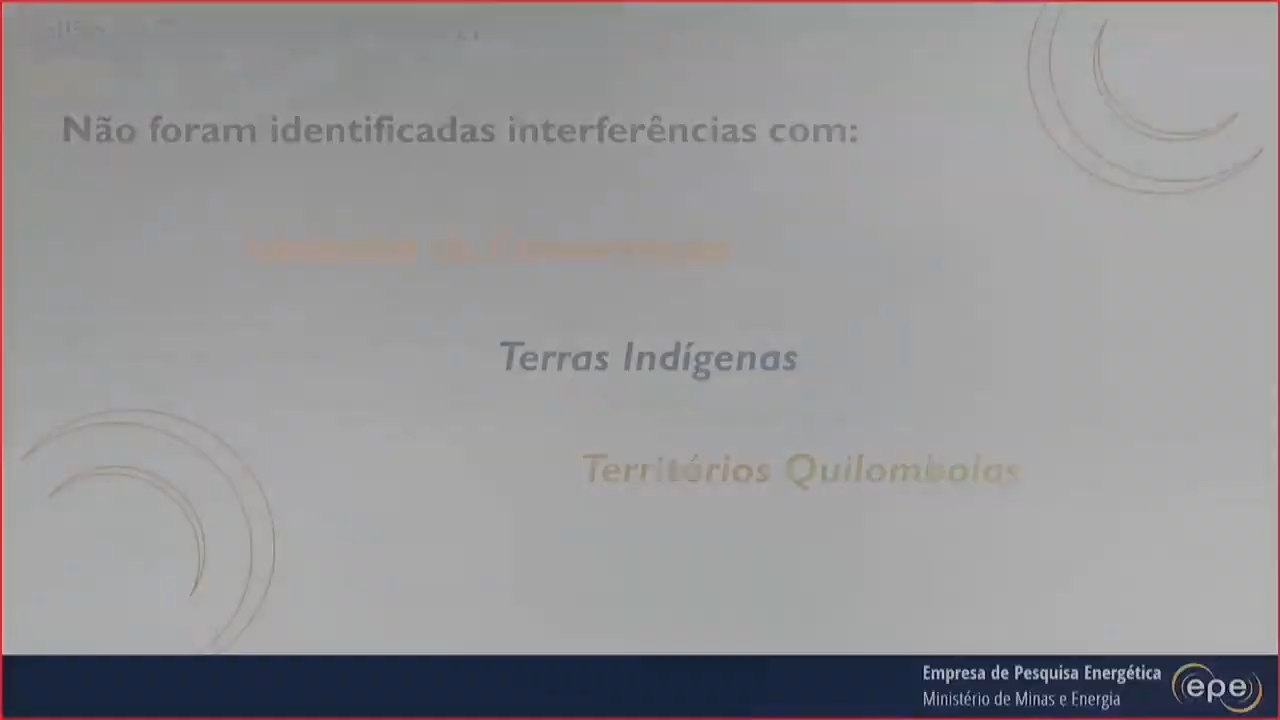 Não foram identificadas interferências com:
Terras Indígenas
Territórios Quilombolas
Empresa de Pesquisa Energética
Ministério de Minas e Energia
epe